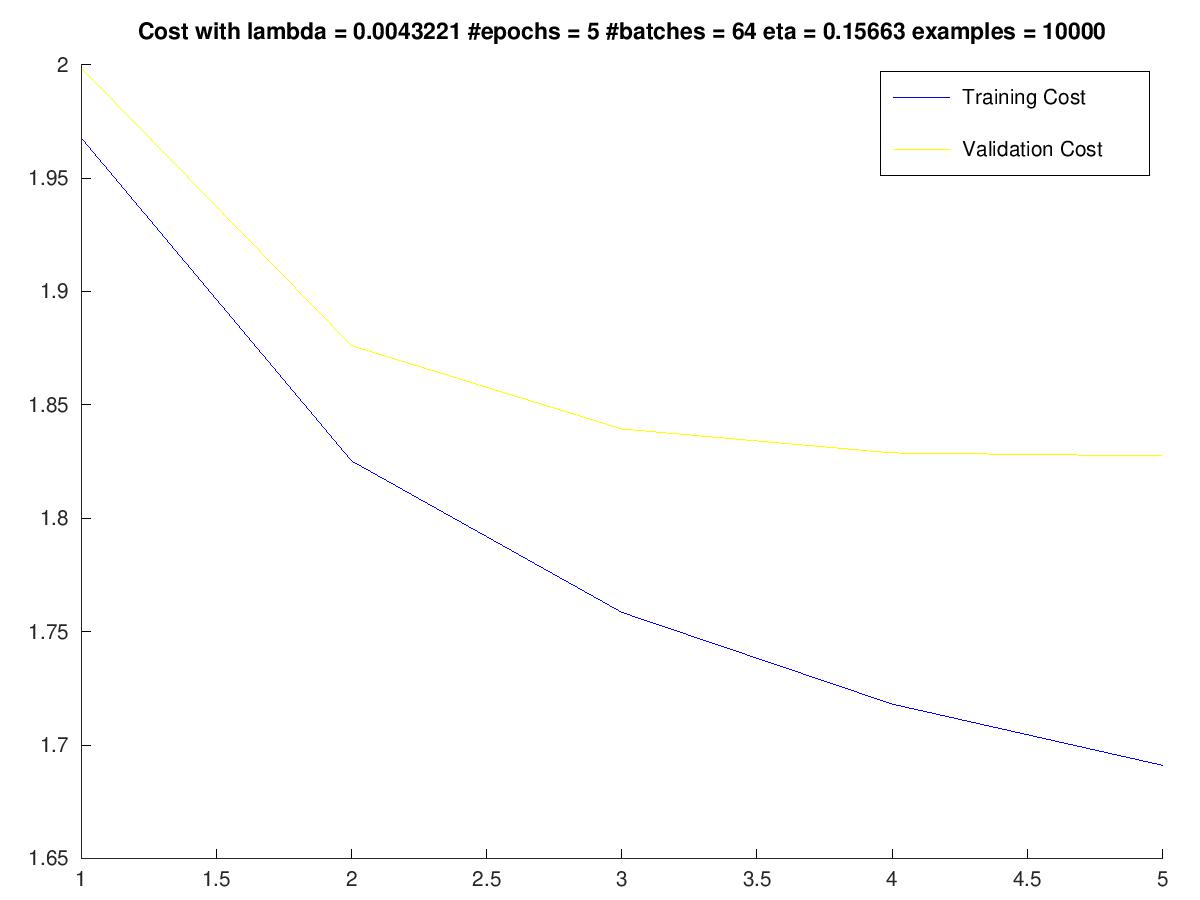 Cost with lambda = 0.0043221 #epochs = 5 #batches = 64 eta = 0.15663 examples = 10000
Training Cost
Validation Cost
2
1.95
1.9
1.85
1.8
1.75
1.7
1.65
1 1.5 2 2.5 3 3.5 4 4.5 5